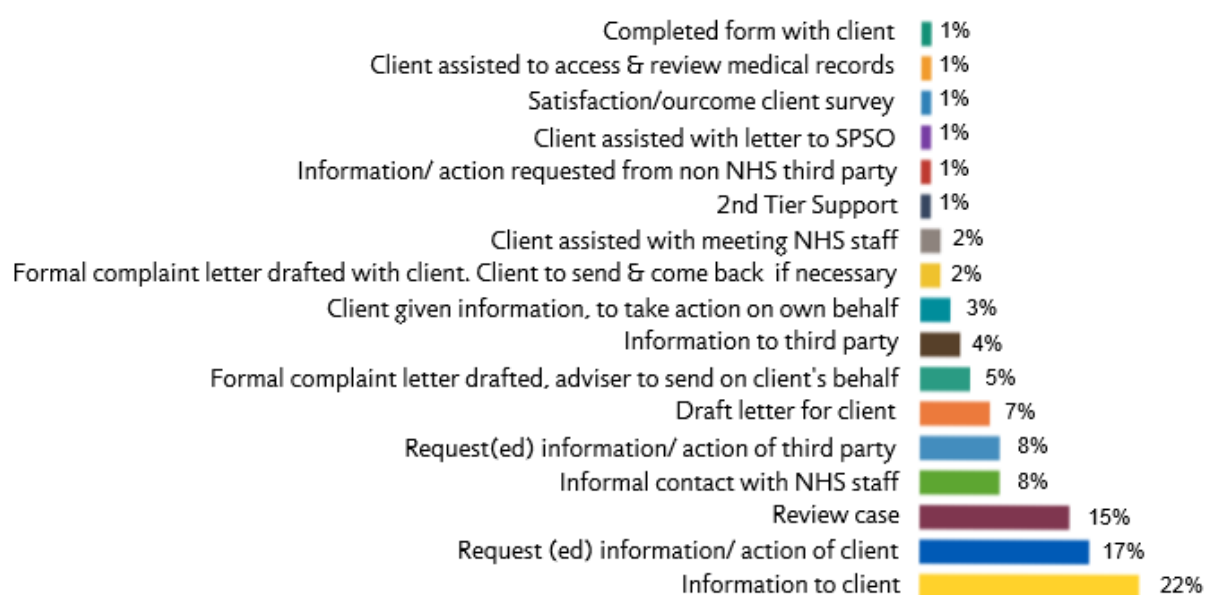 Completed form with client 1%
Client assisted to access & review medical records 1%
Satisfaction/ourcome client survey 1%
Client assisted with letter to SPSO 1%
Information/ action requested from non NHS third party 1%
2nd Tier Support 1%
Client assisted with meeting NHS staff 2%
Formal complaint letter drafted with client. Client to send & come back if necessary 2%
Client given information, to take action on own behalf 3%
Information to third party 4%
Formal complaint letter drafted, adviser to send on client's behalf 5%
Draft letter for client 7%
Request(ed) information/ action of third party 8%
Informal contact with NHS staff 8%
Review case 15%
Request (ed) information/ action of client 17%
Information to client 22%